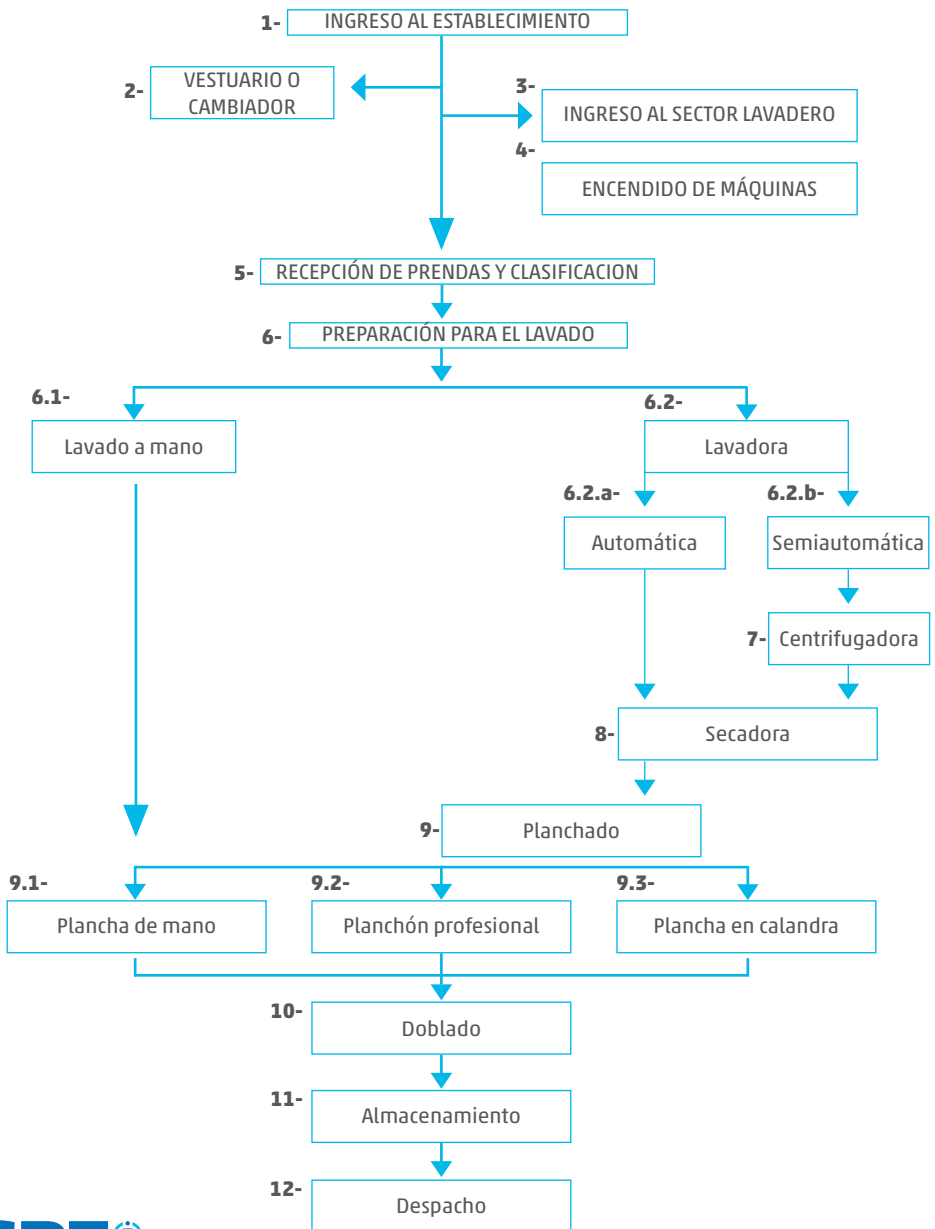 1- INGRESO AL ESTABLECIMIENTO
2- VESTUARIO O
CAMBIADOR
3-
INGRESO AL SECTOR LAVADERO
4-
ENCENDIDO DE MÁQUINAS
5- RECEPCIÓN DE PRENDAS Y CLASIFICACION
6- PREPARACIÓN PARA EL LAVADO
6.1-
Lavado a mano
6.2-
Lavadora
6.2.a-
Automática
6.2.b-
Semiautomática
7- Centrifugadora
8- Secadora
9- Planchado
9.1-
Plancha de mano
9.2-
Planchón profesional
9.3-
Plancha en calandra
10-
Doblado
11-
Almacenamiento
12-
Despacho